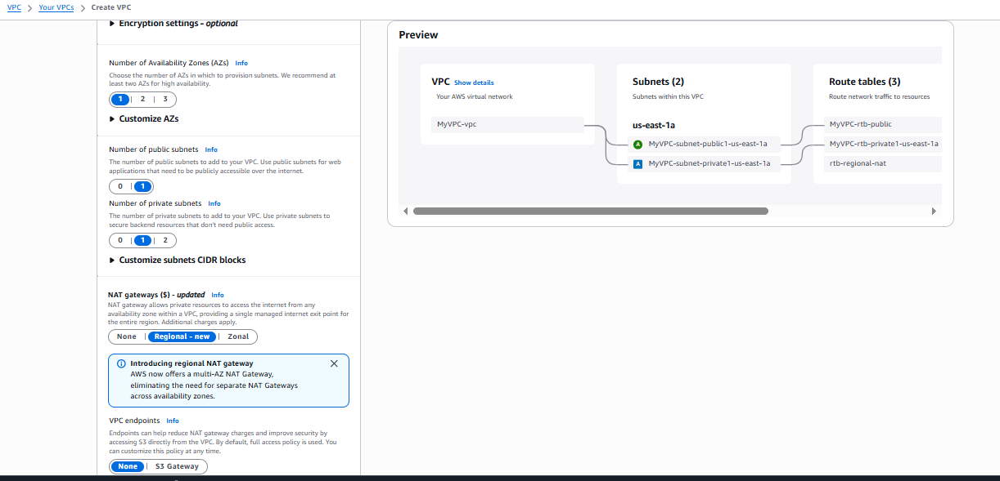 VPC > Your VPCs > Create VPC
Encryption settings - optional
Number of Availability Zones (AZs) Info
Choose the number of AZs in which to provision subnets. We recommend at
least two AZs for high availability.
1 | 2 | 3
Customize AZs
Number of public subnets Info
The number of public subnets to add to your VPC. Use public subnets for web
applications that need to be publicly accessible over the internet.
0 | 1
Number of private subnets Info
The number of private subnets to add to your VPC. Use private subnets to
secure backend resources that don't need public access.
0 | 1 | 2
Customize subnets CIDR blocks
NAT gateways ($) - updated Info
NAT gateway allows private resources to access the internet from any
availability zone within a VPC, providing a single managed internet exit point for
the entire region. Additional charges apply.
None | Regional - new | Zonal
Introducing regional NAT gateway
AWS now offers a multi-AZ NAT Gateway,
eliminating the need for separate NAT Gateways
across availability zones.
VPC endpoints Info
Endpoints can help reduce NAT gateway charges and improve security by
accessing S3 directly from the VPC. By default, full access policy is used. You
can customize this policy at any time.
None | S3 Gateway
Preview
VPC Show details
Your AWS virtual network
MyVPC-vpc
Subnets (2)
Subnets within this VPC
us-east-1a
A MyVPC-subnet-public1-us-east-1a
A MyVPC-subnet-private1-us-east-1a
Route tables (3)
Route network traffic to resources
MyVPC-rtb-public
MyVPC-rtb-private1-us-east-1a
rtb-regional-nat